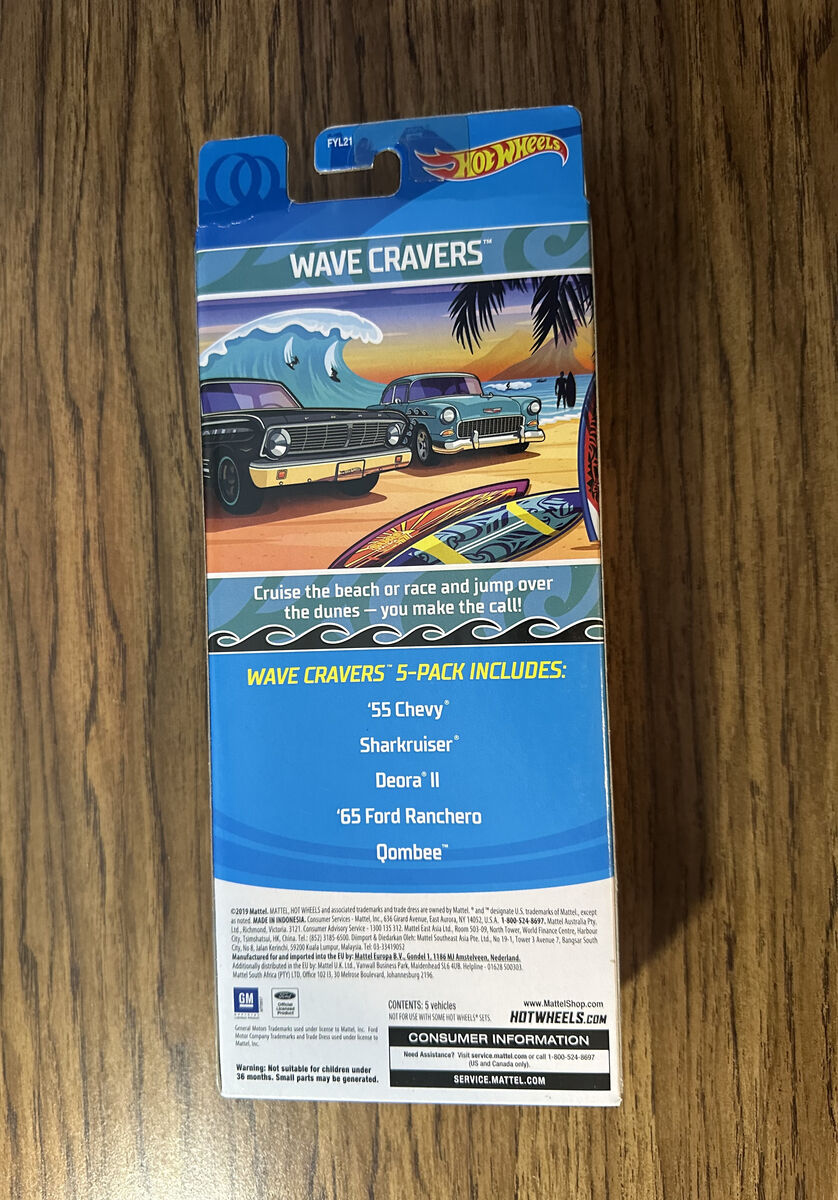 FYL21
HOT WHEELS
WAVE CRAVERS™
Cruise the beach or race and jump over
the dunes — you make the call!
WAVE CRAVERS™ 5-PACK INCLUDES:
'55 Chevy®
Sharkruiser®
Deora® II
'65 Ford Ranchero
Qombee™
©2019 Mattel. MATTEL, HOT WHEELS and associated trademarks and trade dress are owned by Mattel. ® and ™ designate U.S. trademarks of Mattel, except
as noted. MADE IN INDONESIA. Consumer Services - Mattel, Inc., 636 Girard Avenue, East Aurora, NY 14052, U.S.A. 1-800-524-8697. Mattel Australia Pty.
Ltd., Richmond, Victoria. 3121. Consumer Advisory Service - 1300 135 312. Mattel East Asia Ltd., Room 503-09, North Tower, World Finance Centre, Harbour
City, Tsimshatsui, HK, China. Tel.: (852) 3185-6500. Diimport & Diedarkan Oleh: Mattel Southeast Asia Pte. Ltd., No 19-1, Tower 3 Avenue 7, Bangsar South
City, No 8, Jalan Kerinchi, 59200 Kuala Lumpur, Malaysia. Tel: 03-33419052
Manufactured for and imported into the EU by: Mattel Europa B.V., Gondel 1, 1186 MJ Amstelveen, Nederland.
Additionally distributed in the EU by: Mattel U.K. Ltd., Vanwall Business Park, Maidenhead SL6 4UB. Helpline - 01628 500303.
Mattel South Africa (PTY) LTD, Office 102 I3, 30 Melrose Boulevard, Johannesburg 2196.
GM
Ford
Official
Licensed
Product
General Motors Trademarks used under license to Mattel, Inc. Ford
Motor Company Trademarks and Trade Dress used under license to
Mattel, Inc.
Warning: Not suitable for children under
36 months. Small parts may be generated.
CONTENTS: 5 vehicles
NOT FOR USE WITH SOME HOT WHEELS® SETS.
www.MattelShop.com
HOTWHEELS.COM
CONSUMER INFORMATION
Need Assistance? Visit service.mattel.com or call 1-800-524-8697
(US and Canada only).
SERVICE.MATTEL.COM